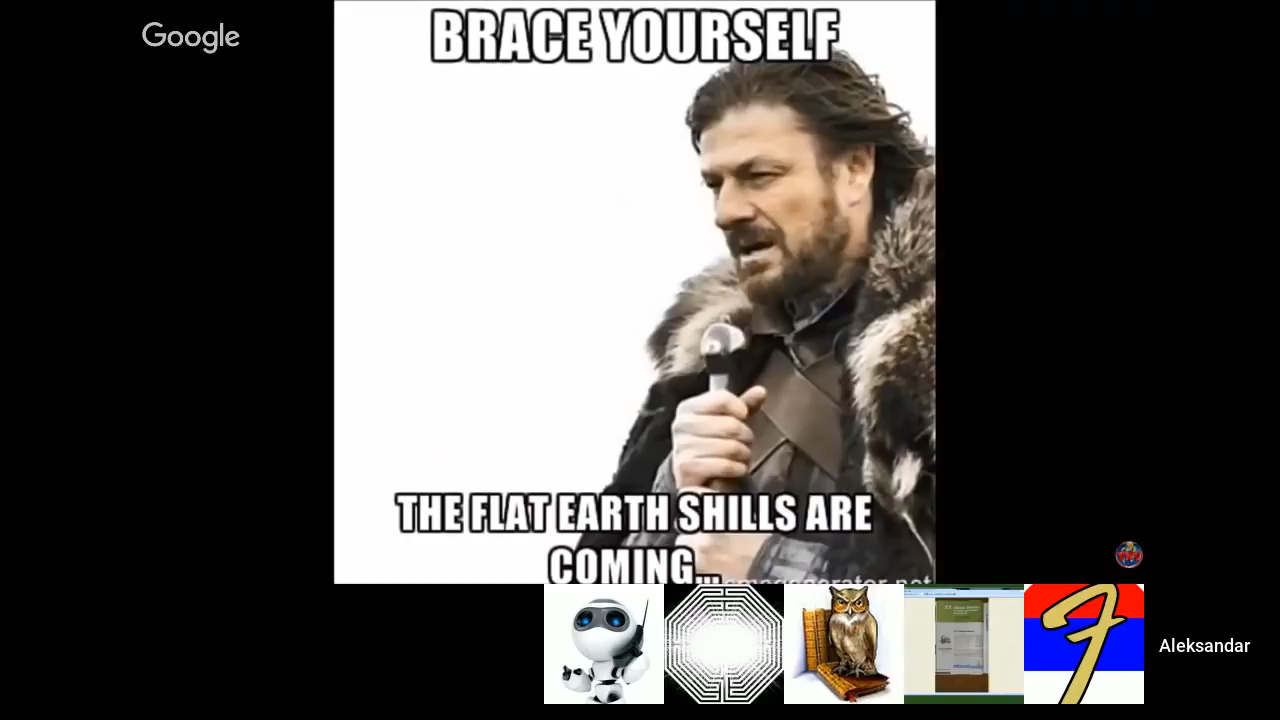 Google
BRACE YOURSELF
THE FLAT EARTH SHILLS ARE
COMING...
Aleksandar